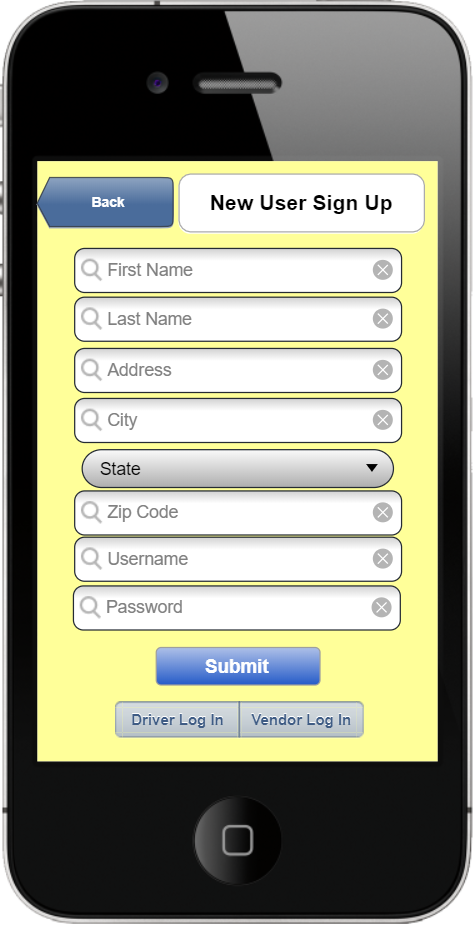 Back
New User Sign Up
First Name
Last Name
Address
City
State
Zip Code
Username
Password
Submit
Driver Log In
Vendor Log In